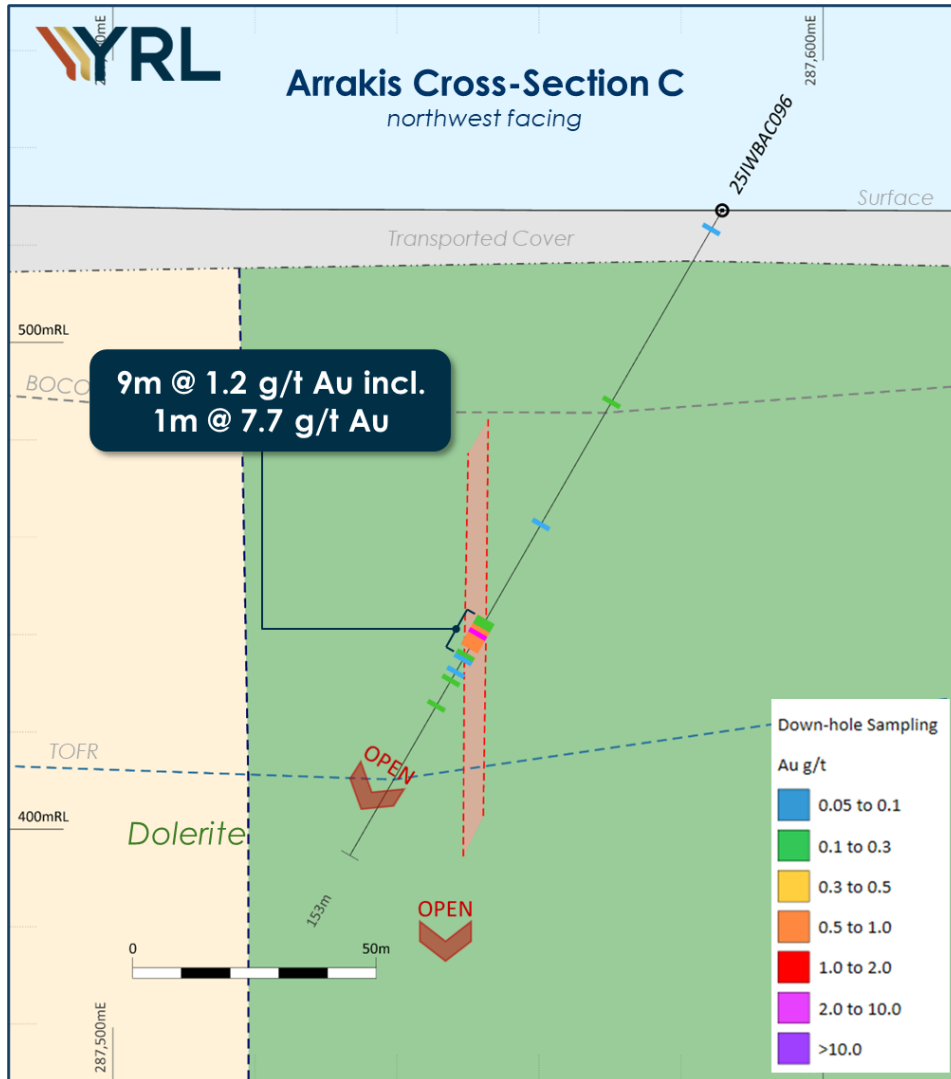 YRL
287,600mE
Arrakis Cross-Section C
northwest facing
25IWBAC096
Surface
Transported Cover
500mRL
BOCO
9m @ 1.2 g/t Au incl.
1m @ 7.7 g/t Au
TOFR
OPEN
400mRL
Dolerite
153m
OPEN
0 50m
287,500mE
Down-hole Sampling
Au g/t
0.05 to 0.1
0.1 to 0.3
0.3 to 0.5
0.5 to 1.0
1.0 to 2.0
2.0 to 10.0
>10.0